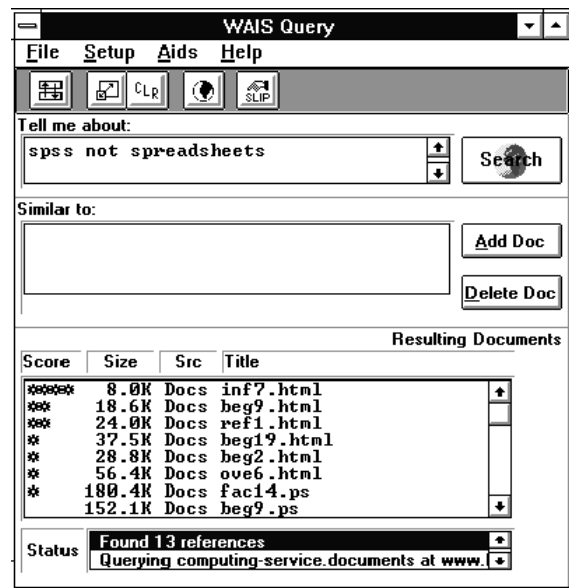 WAIS Query
File Setup Aids Help
CLR SLIP
Tell me about:
spss not spreadsheets
Search
Similar to:
Add Doc
Delete Doc
Resulting Documents
Score Size Src Title
8.0K Docs inf7.html
18.6K Docs beg9.html
24.0K Docs ref1.html
37.5K Docs beg19.html
28.8K Docs beg2.html
56.4K Docs ove6.html
180.4K Docs fac14.ps
152.1K Docs beg9.ps
Status
Found 13 references
Querying computing-service.documents at www.